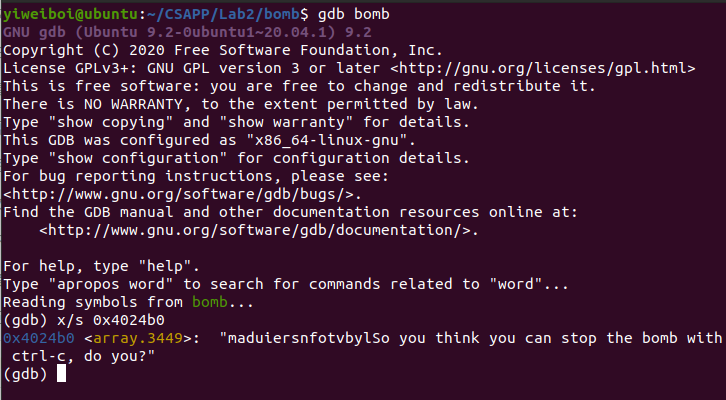 yiweiboi@ubuntu:~/CSAPP/Lab2/bomb$ gdb bomb
GNU gdb (Ubuntu 9.2-0ubuntu1~20.04.1) 9.2
Copyright (C) 2020 Free Software Foundation, Inc.
License GPLv3+: GNU GPL version 3 or later <http://gnu.org/licenses/gpl.html>
This is free software: you are free to change and redistribute it.
There is NO WARRANTY, to the extent permitted by law.
Type "show copying" and "show warranty" for details.
This GDB was configured as "x86_64-linux-gnu".
Type "show configuration" for configuration details.
For bug reporting instructions, please see:
<http://www.gnu.org/software/gdb/bugs/>.
Find the GDB manual and other documentation resources online at:
    <http://www.gnu.org/software/gdb/documentation/>.

For help, type "help".
Type "apropos word" to search for commands related to "word"...
Reading symbols from bomb...
(gdb) x/s 0x4024b0
0x4024b0 <array.3449>:  "maduiersnfotvbylSo you think you can stop the bomb with
 ctrl-c, do you?"
(gdb)